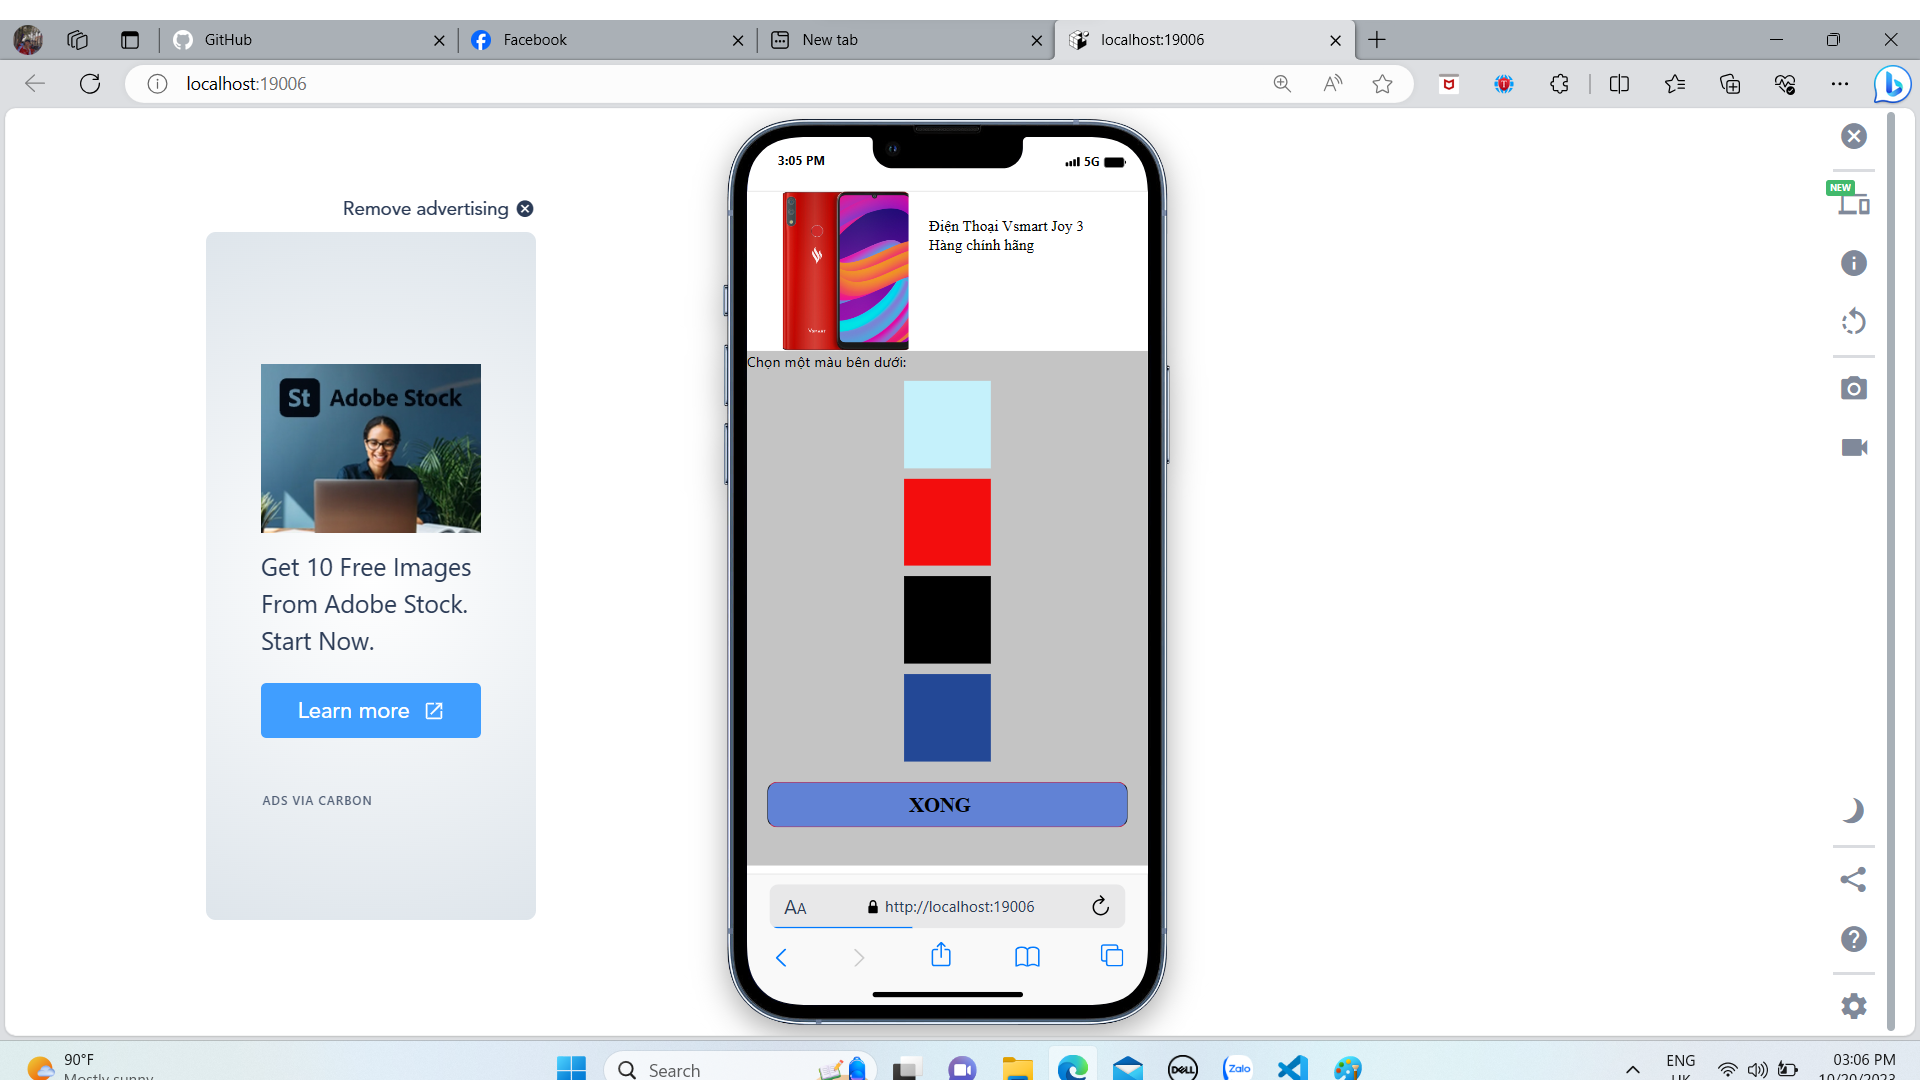 GitHub
Facebook
New tab
localhost:19006
localhost:19006
Remove advertising
St Adobe Stock
Get 10 Free Images
From Adobe Stock.
Start Now.
Learn more
ADS VIA CARBON
3:05 PM
5G
Điện Thoại Vsmart Joy 3
Hàng chính hãng
Vsmart
Chọn một màu bên dưới:
XONG
AA
http://localhost:19006
NEW
90°F
Mostly sunny
Search
DELL
Zalo
ENG
UK
03:06 PM
10/20/2023